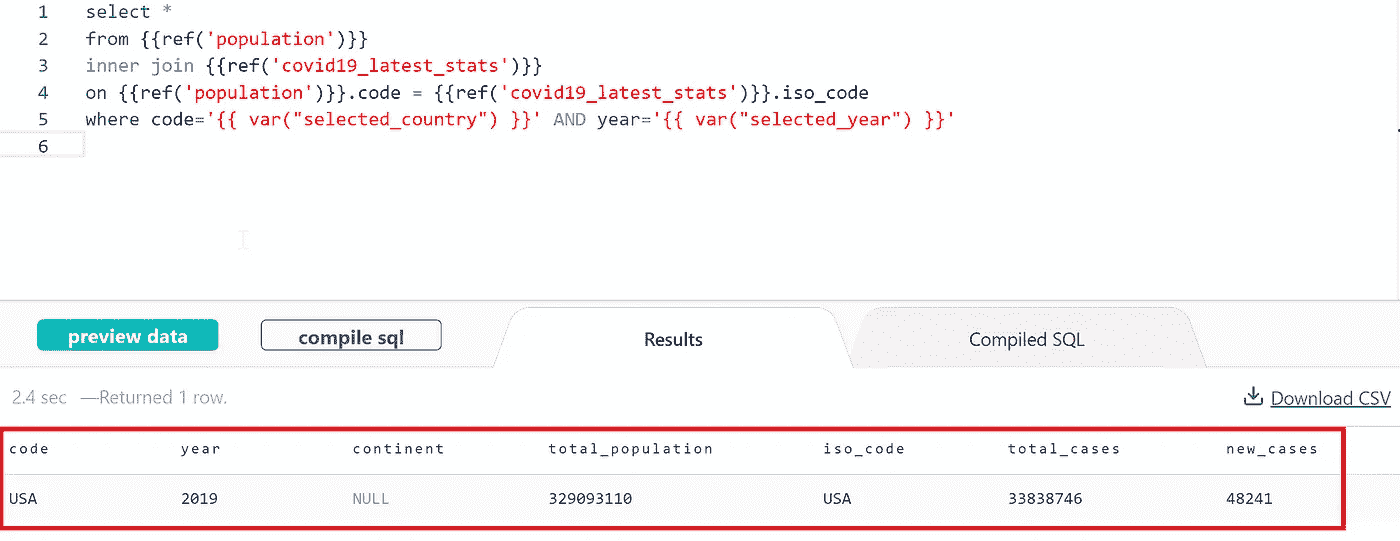 1 select *
2 from {{ref('population')}}
3 inner join {{ref('covid19_latest_stats')}}
4 on {{ref('population')}}.code = {{ref('covid19_latest_stats')}}.iso_code
5 where code='{{ var("selected_country") }}' AND year='{{ var("selected_year") }}'
6
preview data compile sql Results Compiled SQL
2.4 sec —Returned 1 row. Download CSV
code year continent total_population iso_code total_cases new_cases
USA 2019 NULL 329093110 USA 33838746 48241